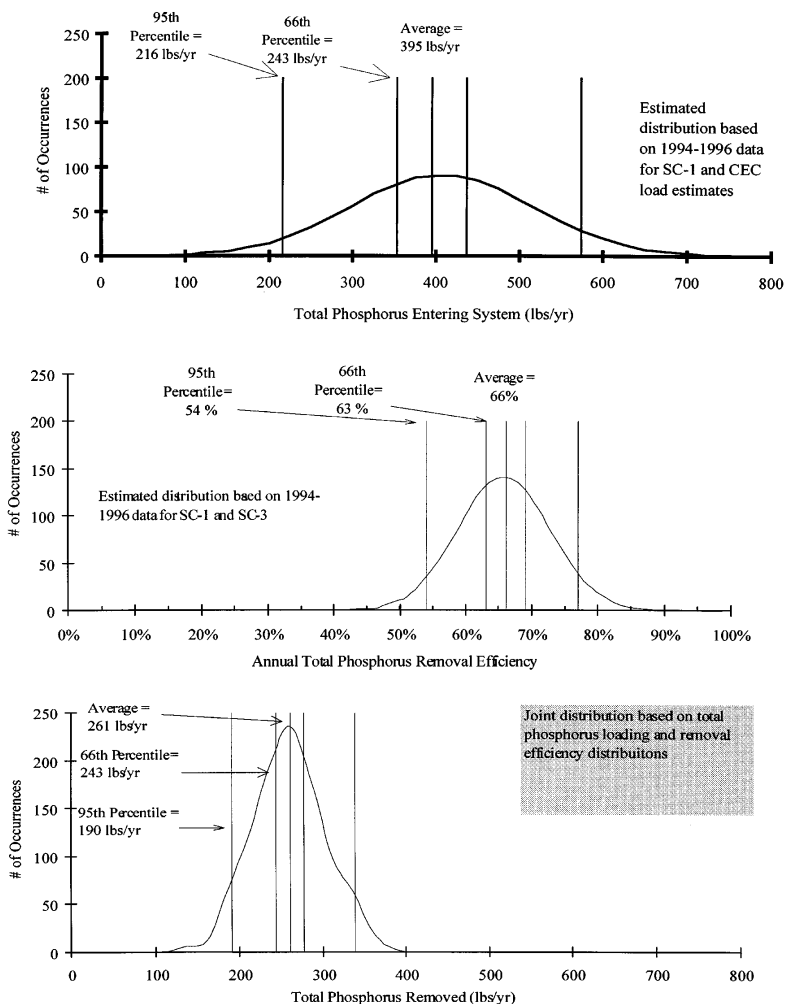 95th
Percentile =
216 lbs/yr
66th
Percentile =
243 lbs/yr
Average =
395 lbs/yr
250
200
150
100
50
0
# of Occurrences
Estimated
distribution based
on 1994-1996 data
for SC-1 and CEC
load estimates
0 100 200 300 400 500 600 700 800
Total Phosphorus Entering System (lbs/yr)
95th
Percentile=
54 %
66th
Percentile=
63 %
Average =
66%
250
200
150
100
50
0
# of Occurrences
Estimated distribution baed on 1994-
1996 data for SC-1 and SC-3
0% 10% 20% 30% 40% 50% 60% 70% 80% 90% 100%
Annual Total Phosphorus Removal Efficiency
Average =
261 lbs/yr
66th Percentile=
243 lbs/yr
95th Percentile =
190 lbs/yr
250
200
150
100
50
0
# of Occurrences
Joint distribution based on total
phosphorus loading and removal
efficiency distribuitons
0 100 200 300 400 500 600 700 800
Total Phosphorus Removed (lbs/yr)